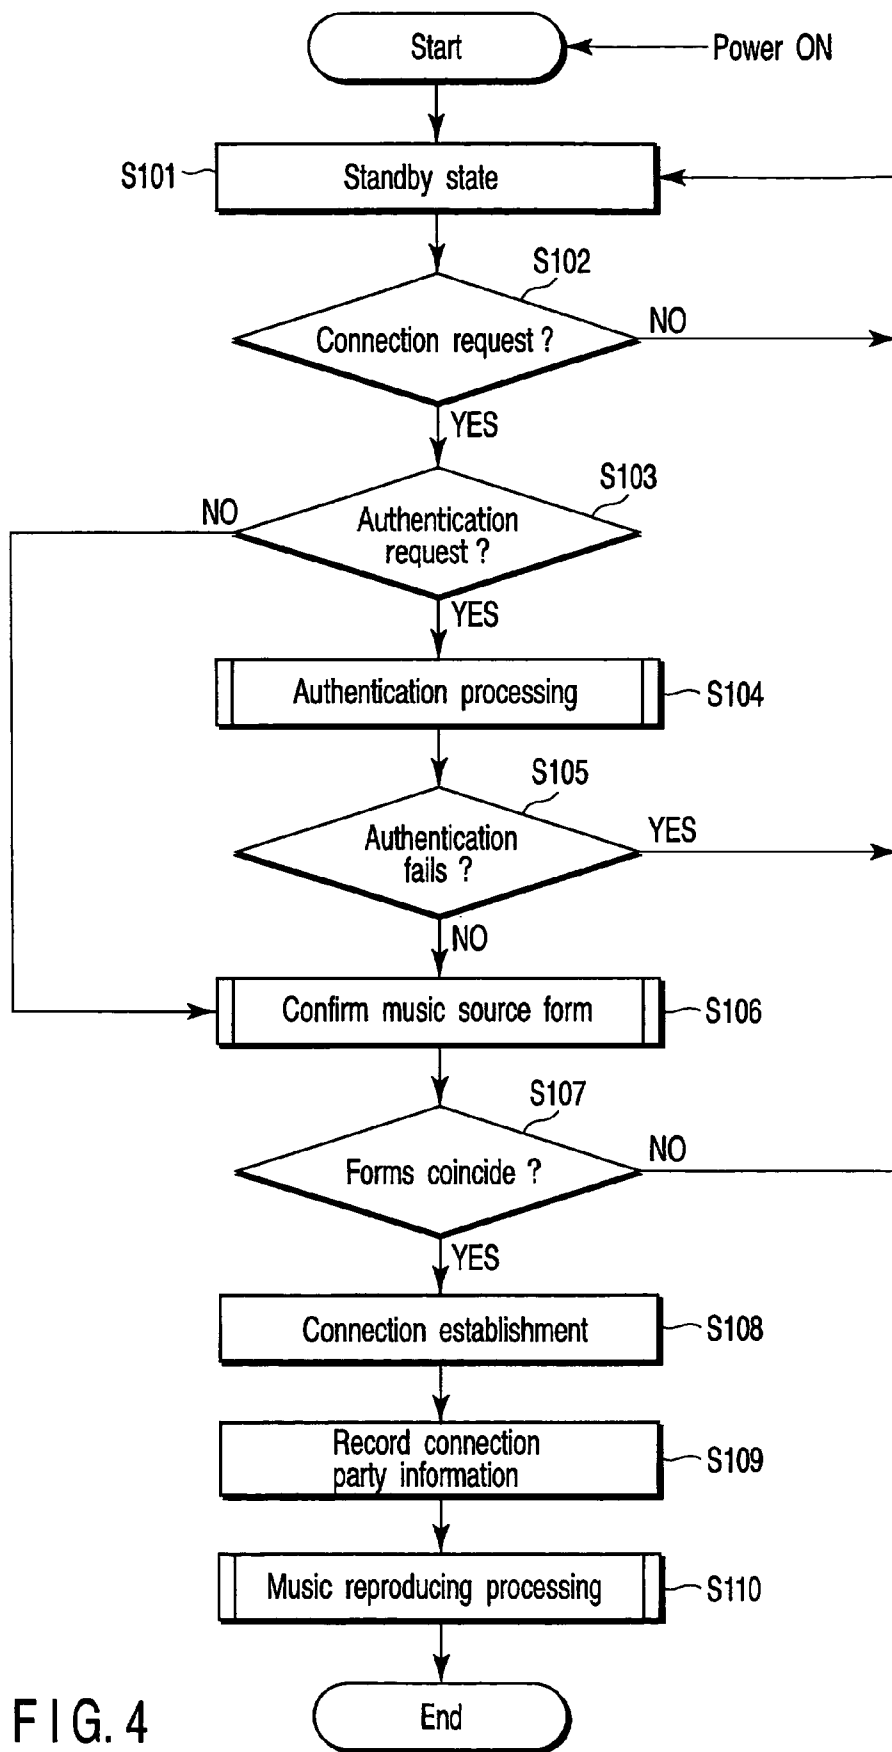 Start
Power ON
S101
Standby state
S102
Connection request ?
NO
YES
S103
NO
Authentication
request ?
YES
Authentication processing
S104
S105
Authentication
fails ?
YES
NO
Confirm music source form
S106
S107
Forms coincide ?
NO
YES
Connection establishment
S108
Record connection
party information
S109
Music reproducing processing
S110
End
FIG. 4